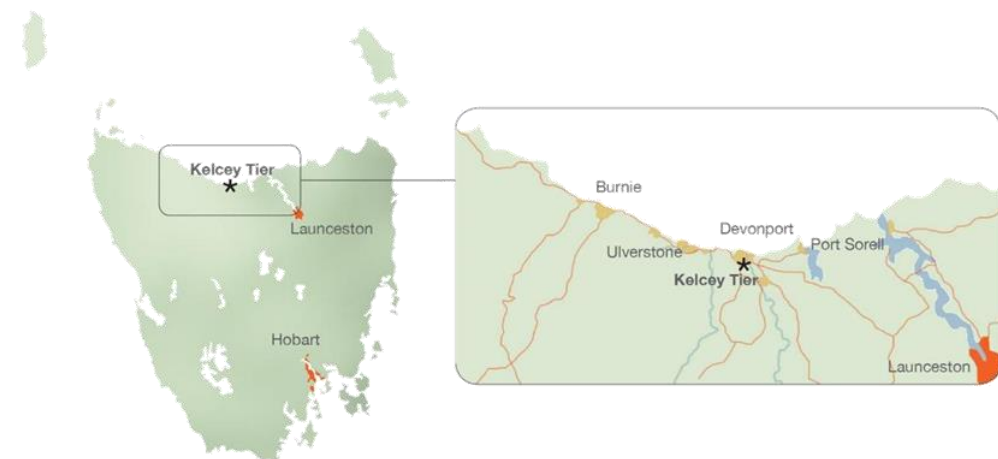 Kelcey Tier
*
Launceston
Hobart
Burnie
Devonport
Ulverstone
Port Sorell
*
Kelcey Tier
Launceston